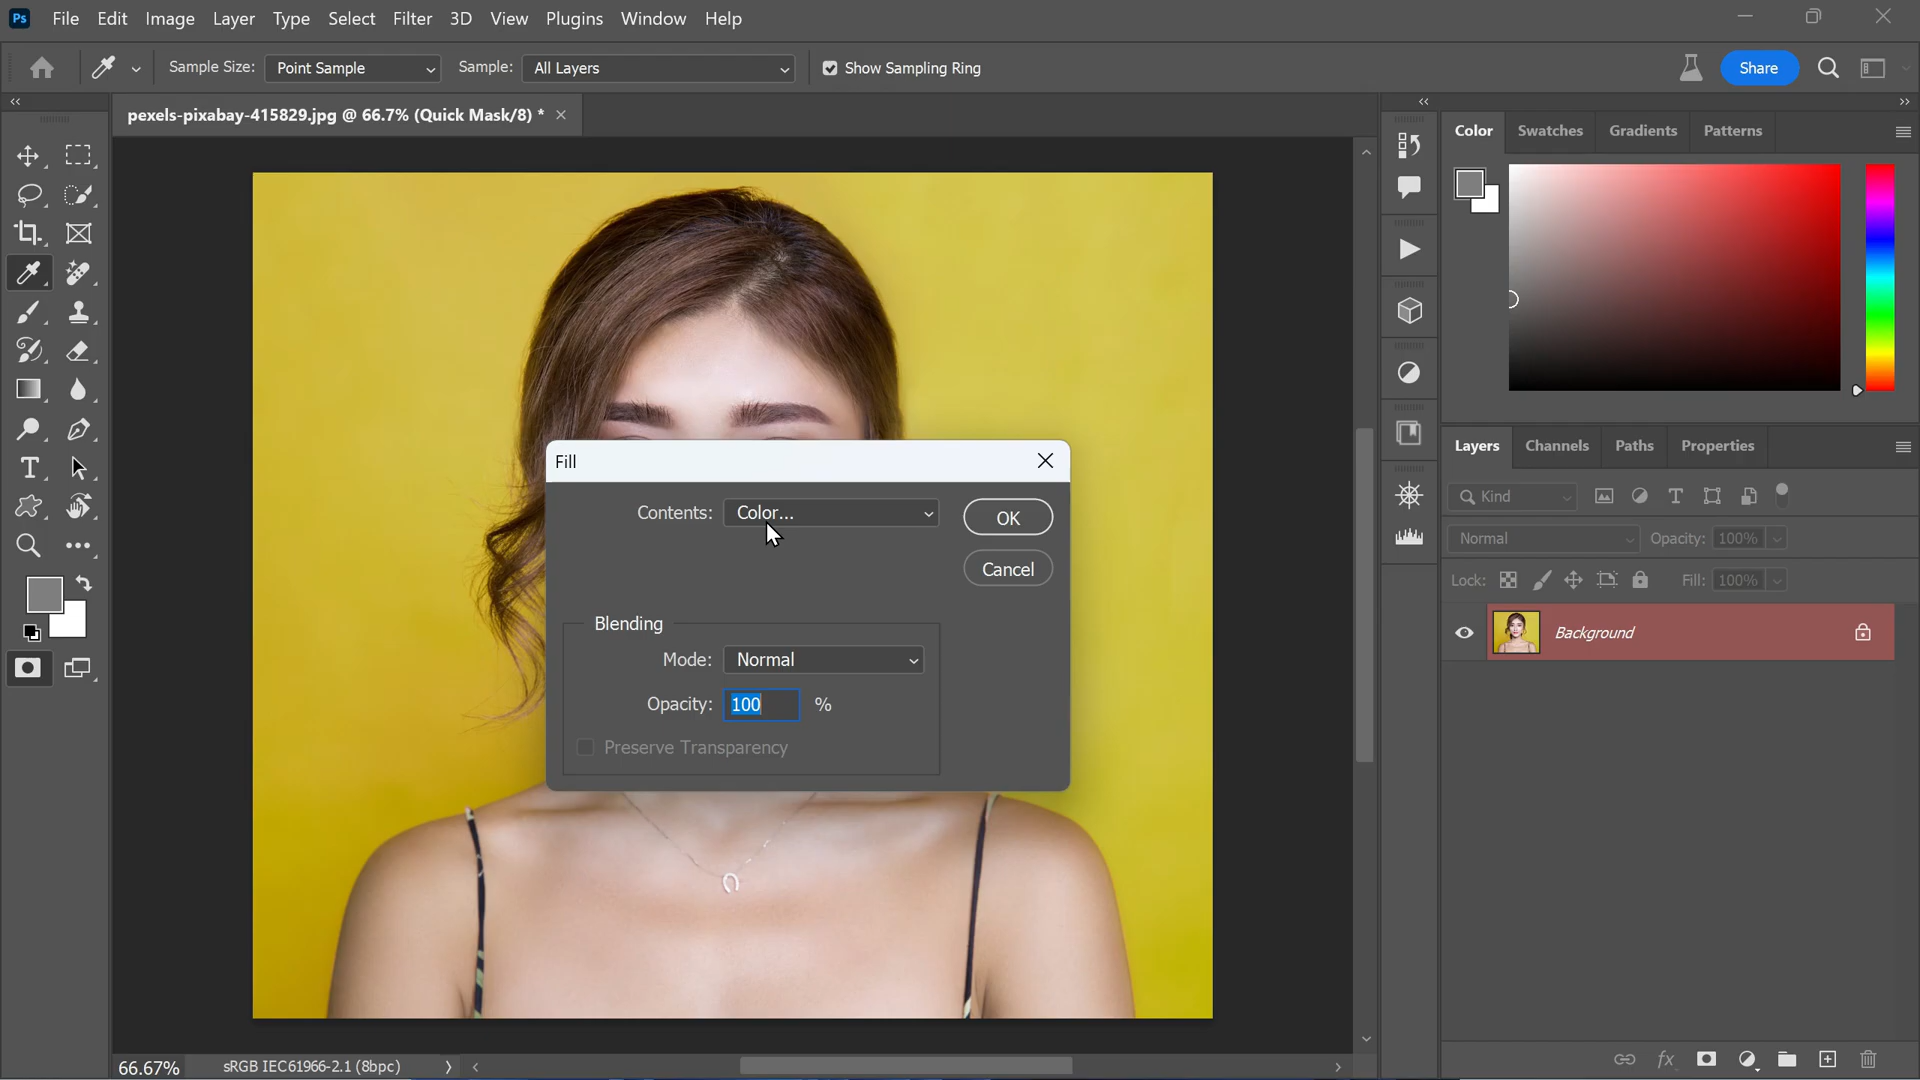 Ps File Edit Image Layer Type Select Filter 3D View Plugins Window Help
Sample Size: Point Sample Sample: All Layers Show Sampling Ring Share
pexels-pixabay-415829.jpg @ 66.7% (Quick Mask/8) *
Color Swatches Gradients Patterns
Fill
Contents: Color... OK
Cancel
Blending
Mode: Normal
Opacity: 100 %
Preserve Transparency
Layers Channels Paths Properties
Kind
Normal Opacity: 100%
Lock: Fill: 100%
Background
66.67% sRGB IEC61966-2.1 (8bpc)